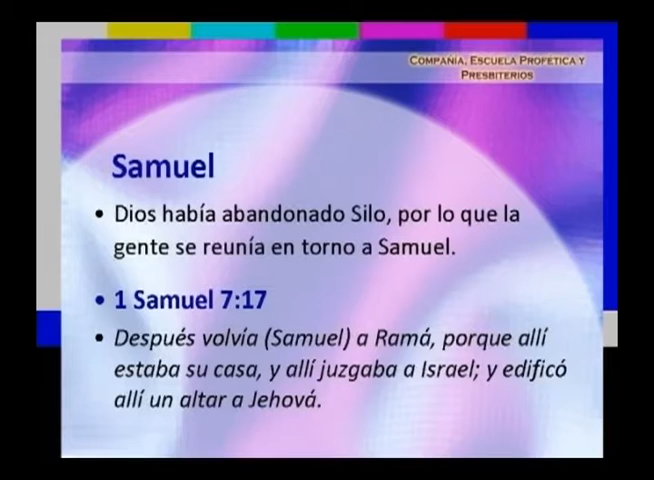 COMPAÑÍA, ESCUELA PROFETICA Y
PRESBITERIOS
Samuel
• Dios había abandonado Silo, por lo que la
gente se reunía en torno a Samuel.
• 1 Samuel 7:17
• Después volvía (Samuel) a Ramá, porque allí
estaba su casa, y allí juzgaba a Israel; y edificó
allí un altar a Jehová.